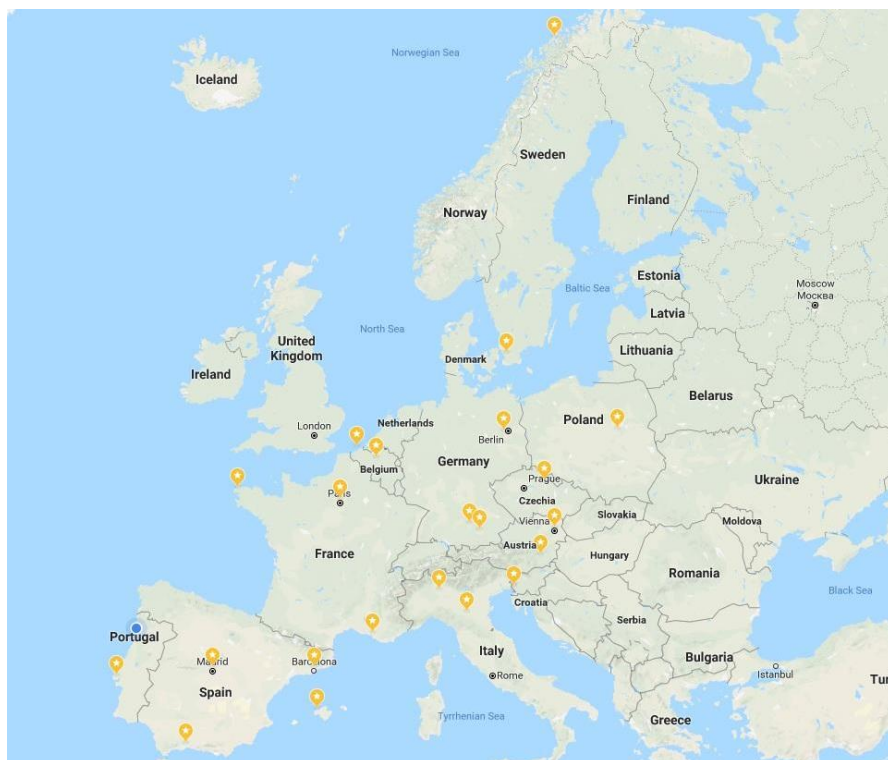 Norwegian Sea
Iceland
Sweden
Finland
Norway
Estonia
Moscow
Москва
Baltic Sea
Latvia
North Sea
United
Kingdom
Lithuania
Denmark
Ireland
Belarus
Netherlands
Poland
London
Berlin
Belgium
Germany
Prague
Ukraine
Paris
Czechia
Slovakia
Vienna
Moldova
France
Austria
Hungary
Romania
Croatia
Black Sea
Serbia
Portugal
Italy
Bulgaria
Madrid
Barcelona
Istanbul
Rome
Tur
Spain
Tyrrhenian Sea
Greece